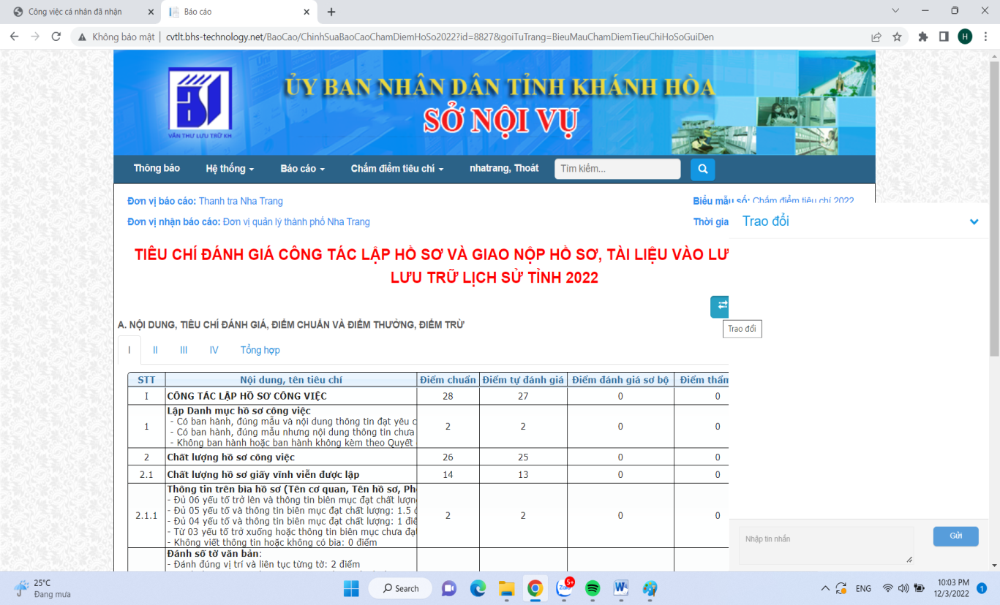 Công việc cá nhân đã nhận
Báo cáo
Không bảo mật | cvtlt.bhs-technology.net/BaoCao/ChinhSuaBaoCaoChamDiemHoSo2022?id=8827&goiTuTrang=BieuMauChamDiemTieuChiHoSoGuiDen
H
ỦY BAN NHÂN DÂN TỈNH KHÁNH HÒA
SỞ NỘI VỤ
VĂN THƯ LƯU TRỮ KH
Thông báo Hệ thống Báo cáo Chấm điểm tiêu chí nhatrang, Thoát Tìm kiếm...
Đơn vị báo cáo: Thanh tra Nha Trang
Biểu mẫu số: Chấm điểm tiêu chí 2022
Đơn vị nhận báo cáo: Đơn vị quản lý thành phố Nha Trang
Thời gia
Trao đổi
TIÊU CHÍ ĐÁNH GIÁ CÔNG TÁC LẬP HỒ SƠ VÀ GIAO NỘP HỒ SƠ, TÀI LIỆU VÀO LƯ
LƯU TRỮ LỊCH SỬ TỈNH 2022
Trao đổi
A. NỘI DUNG, TIÊU CHÍ ĐÁNH GIÁ, ĐIỂM CHUẨN VÀ ĐIỂM THƯỞNG, ĐIỂM TRỪ
I II III IV Tổng hợp
STT Nội dung, tên tiêu chí Điểm chuẩn Điểm tự đánh giá Điểm đánh giá sơ bộ Điểm thẩm
I CÔNG TÁC LẬP HỒ SƠ CÔNG VIỆC 28 27 0 0
Lập Danh mục hồ sơ công việc
- Có ban hành, đúng mẫu và nội dung thông tin đạt yêu c
1 2 2 0 0
- Có ban hành, đúng mẫu nhưng nội dung thông tin chưa
- Không ban hành hoặc ban hành không kèm theo Quyết
2 Chất lượng hồ sơ công việc 26 25 0 0
2.1 Chất lượng hồ sơ giấy vĩnh viễn được lập 14 13 0 0
Thông tin trên bìa hồ sơ (Tên cơ quan, Tên hồ sơ, Ph
- Đủ 06 yếu tố trở lên và thông tin biên mục đạt chất lượn
- Đủ 05 yếu tố và thông tin biên mục đạt chất lượng: 1.5 
2.1.1 2 2 0 0
- Đủ 04 yếu tố và thông tin biên mục đạt chất lượng: 1 điể
- Từ 03 yếu tố trở xuống hoặc thông tin biên mục chưa đạ
- Không viết thông tin hoặc không có bìa: 0 điểm
Đánh số tờ văn bản:
- Đánh đúng vị trí và liên tục từng tờ: 2 điểm
Nhập tin nhắn
Gửi
25°C
Đang mưa
Search
Zalo
5+
ENG
10:03 PM
12/3/2022
1